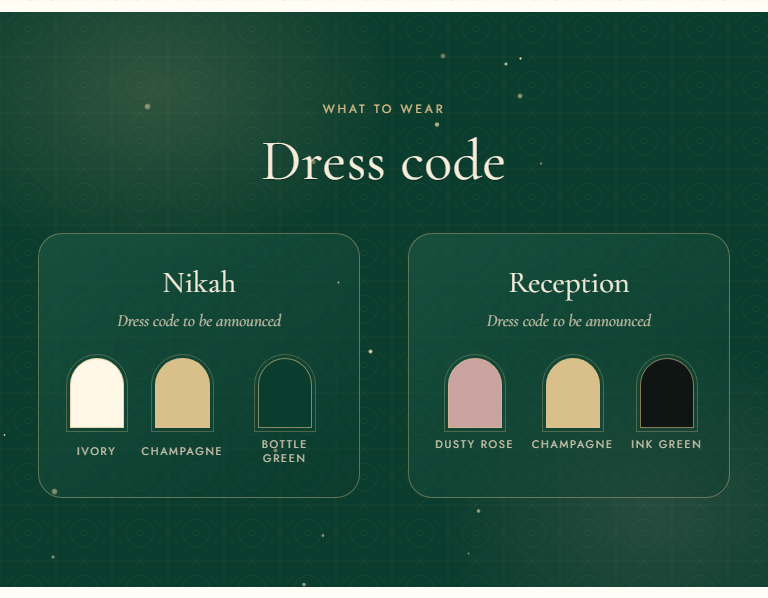 WHAT TO WEAR
Dress code
Nikah
Dress code to be announced
IVORY
CHAMPAGNE
BOTTLE
GREEN
Reception
Dress code to be announced
DUSTY ROSE
CHAMPAGNE
INK GREEN